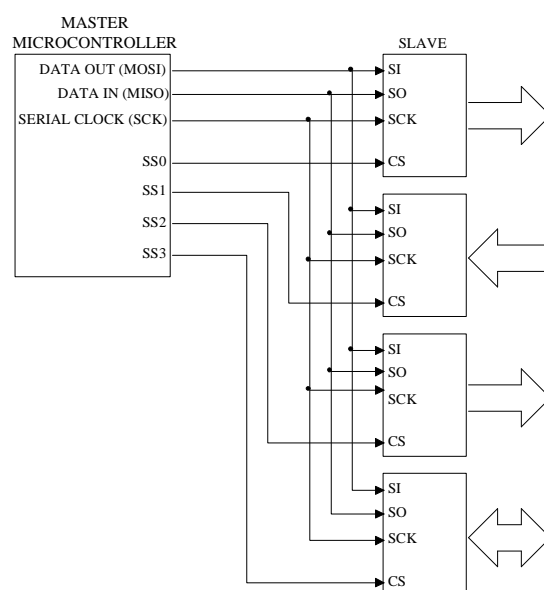 MASTER
MICROCONTROLLER
DATA OUT (MOSI)
DATA IN (MISO)
SERIAL CLOCK (SCK)
SS0
SS1
SS2
SS3
SLAVE
SI
SO
SCK
CS
SI
SO
SCK
CS
SI
SO
SCK
CS
SI
SO
SCK
CS